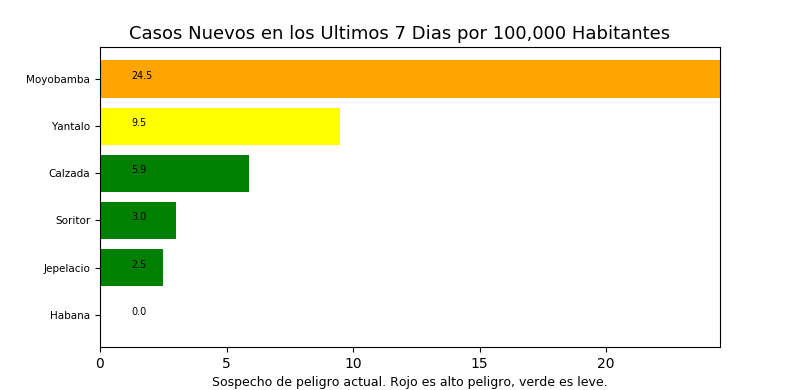 Casos Nuevos en los Ultimos 7 Dias por 100,000 Habitantes
Moyobamba 24.5
Yantalo 9.5
Calzada 5.9
Soritor 3.0
Jepelacio 2.5
Habana 0.0
0 5 10 15 20
Sospecho de peligro actual. Rojo es alto peligro, verde es leve.